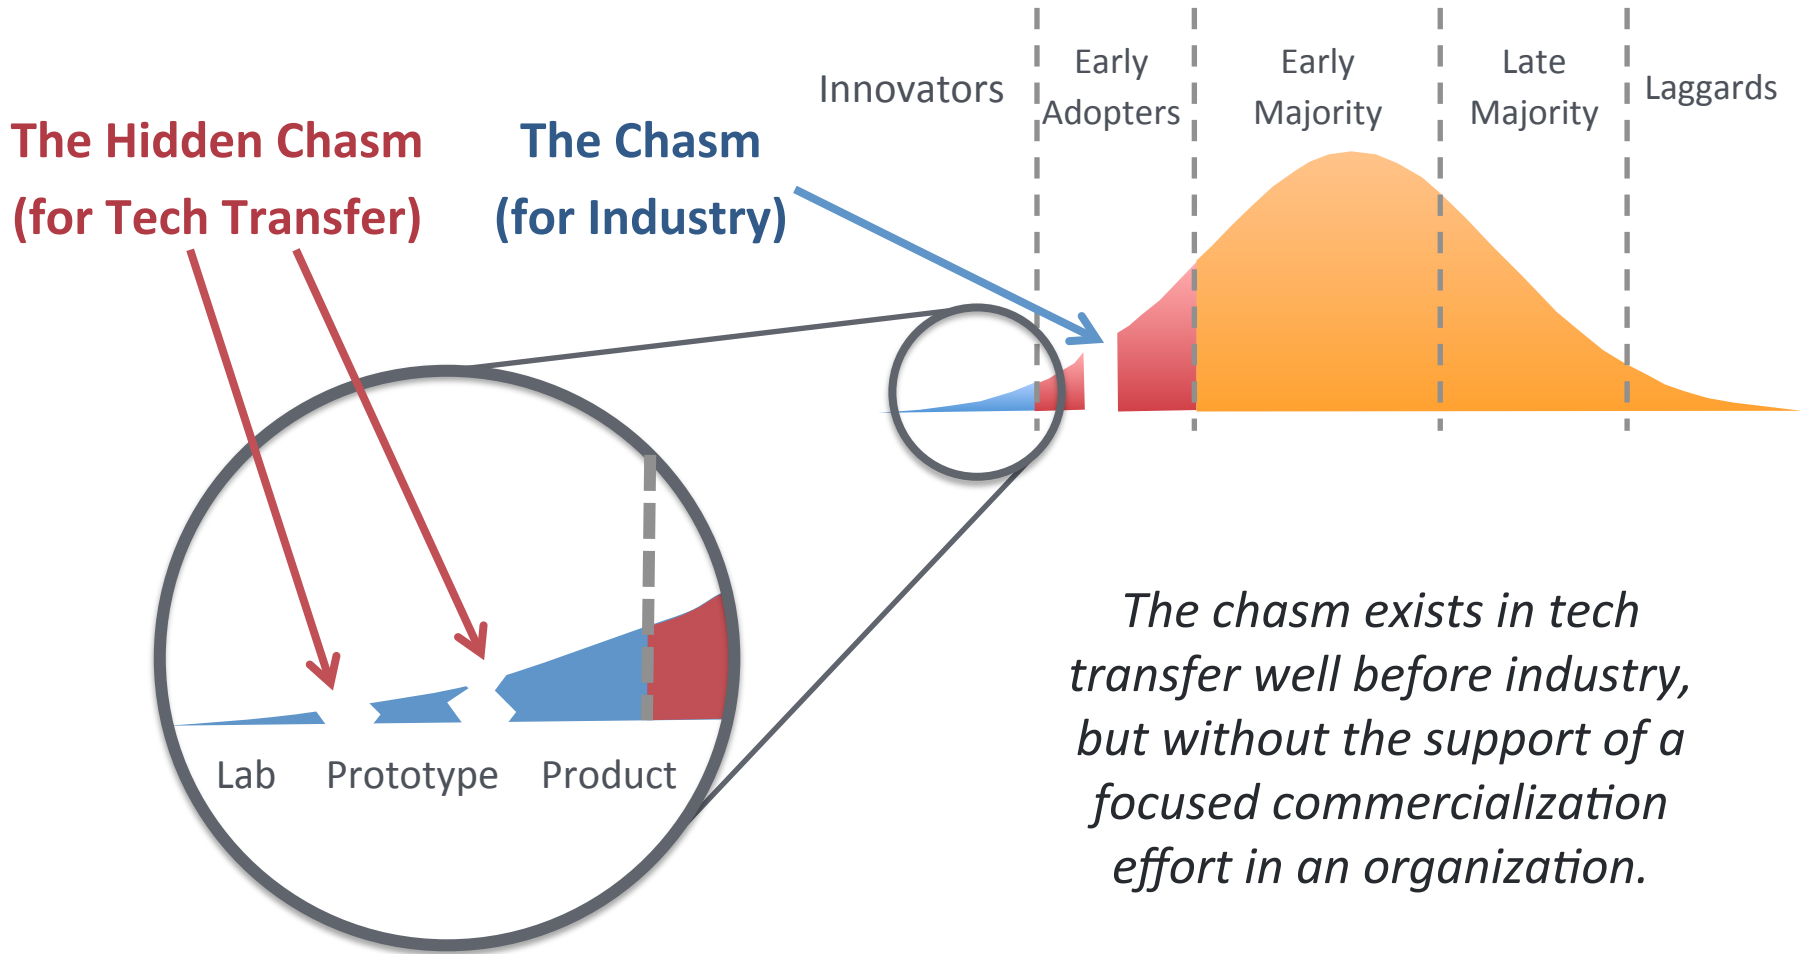 The Hidden Chasm
(for Tech Transfer)
The Chasm
(for Industry)
Innovators
Early
Adopters
Early
Majority
Late
Majority
Laggards
Lab
Prototype
Product
The chasm exists in tech
transfer well before industry,
but without the support of a
focused commercialization
effort in an organization.